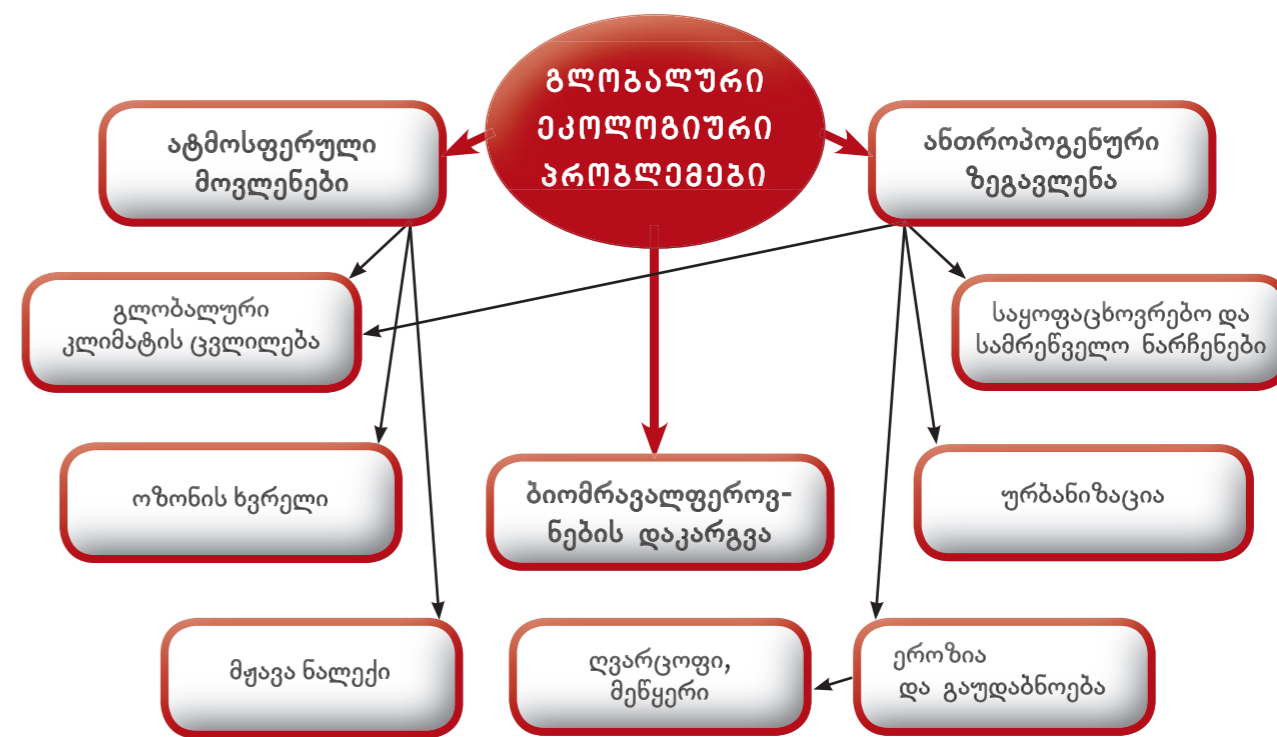 გლობალური
ეკოლოგიური
პრობლემები
ატმოსფერული
მოვლენები
ანთროპოგენური
ზეგავლენა
გლობალური
კლიმატის ცვლილება
საყოფაცხოვრებო და
სამრეწველო ნარჩენები
ოზონის ხვრელი
ბიომრავალფეროვ-
ნების დაკარგვა
ურბანიზაცია
მჟავა ნალექი
ღვარცოფი,
მეწყერი
ეროზია
და გაუდაბნოება